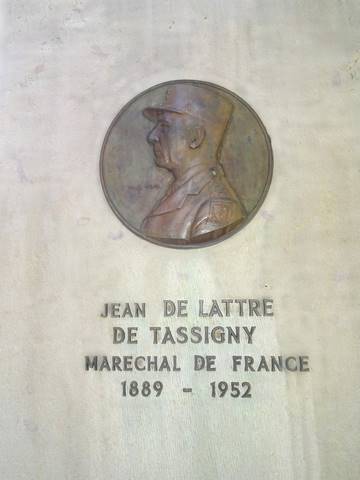 JEAN DE LATTRE
DE TASSIGNY
MARECHAL DE FRANCE
1889 - 1952